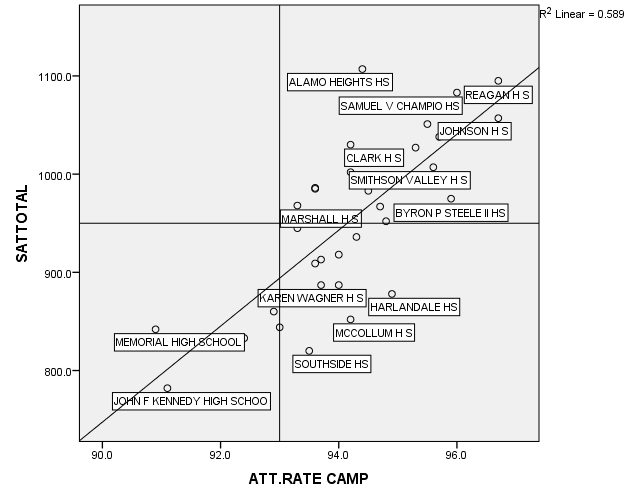 R2 Linear = 0.589
1100.0
ALAMO HEIGHTS HS
REAGAN H S
SAMUEL V CHAMPIO HS
JOHNSON H S
CLARK H S
1000.0
SMITHSON VALLEY H S
BYRON P STEELE II HS
MARSHALL H S
SATTOTAL
900.0
KAREN WAGNER H S
HARLANDALE HS
MCCOLLUM H S
MEMORIAL HIGH SCHOOL
800.0
SOUTHSIDE HS
JOHN F KENNEDY HIGH SCHOO
90.0 92.0 94.0 96.0
ATT.RATE CAMP